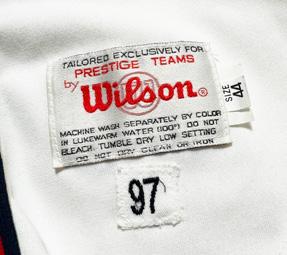 TAILORED EXCLUSIVELY FOR
PRESTIGE TEAMS
by Wilson®
SIZE 44
MACHINE WASH SEPARATELY BY COLOR
IN LUKEWARM WATER (100°) DO NOT
BLEACH. TUMBLE DRY LOW SETTING
DO NOT DRY CLEAN OR IRON
97